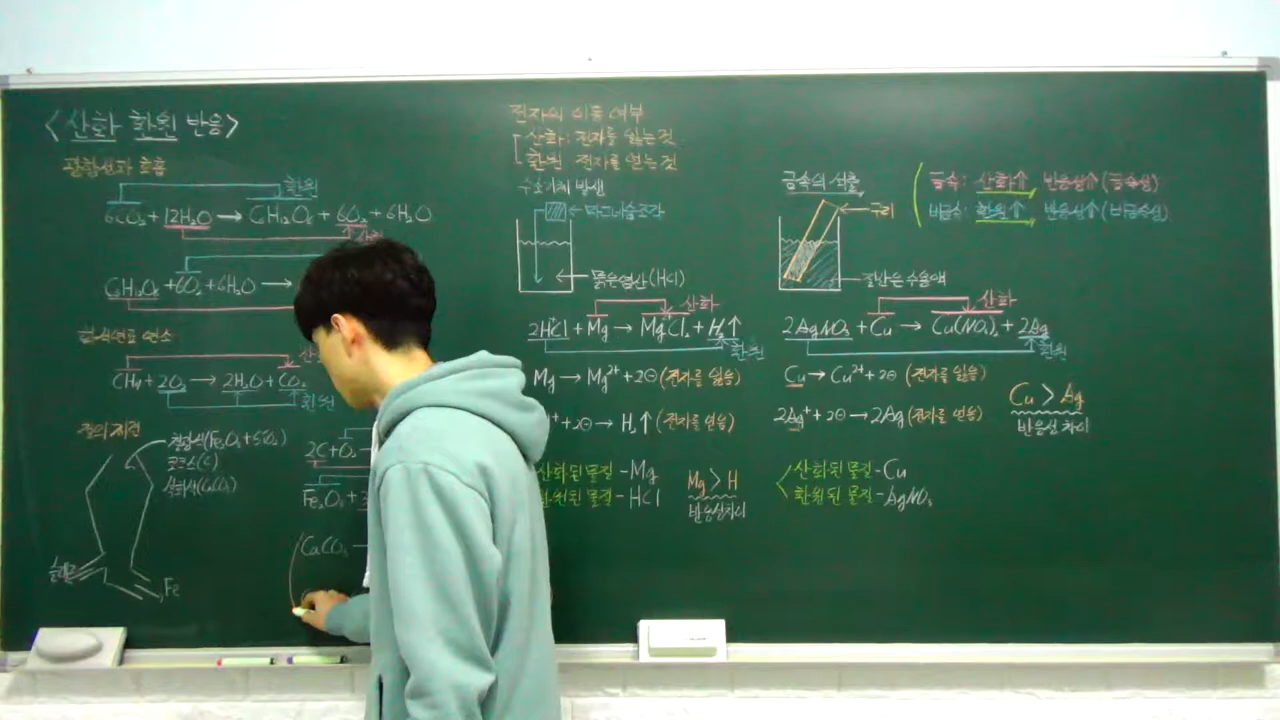 <산화 환원 반응>
광합성과 호흡
환원
6CO₂ + 12H₂O → C₆H₁₂O₆ + 6O₂ + 6H₂O
산화
C₆H₁₂O₆ + 6O₂ + 6H₂O →
화석연료 연소
CH₄ + 2O₂ → 2H₂O + CO₂
환원
철의 제련
철광석(Fe₂O₃ + SiO₂)
코크스(C)
석회석(CaCO₃)
Fe
2C + O₂
Fe₂O₃ + 3
CaCO₃ →
전자의 이동 여부
산화: 전자를 잃는 것
환원 전자를 얻는 것
수소기체 발생
마그네슘조각
묽은염산(HCl)
산화
2HCl + Mg → MgCl₂ + H₂↑
환원
Mg → Mg²⁺ + 2⊖ (전자를 잃음)
⁺ + 2⊖ → H₂↑ (전자를 얻음)
산화된 물질 - Mg
환원된 물질 - HCl
Mg > H
반응성차이
금속의 석출
구리
질산은 수용액
산화
2AgNO₃ + Cu → Cu(NO₃)₂ + 2Ag
환원
Cu → Cu²⁺ + 2⊖ (전자를 잃음)
2Ag⁺ + 2⊖ → 2Ag (전자를 얻음)
산화된 물질 - Cu
환원된 물질 - AgNO₃
Cu > Ag
반응성 차이
금속: 산화↑ 반응성↑ (금속성)
비금속: 환원↑ 반응성↑ (비금속성)